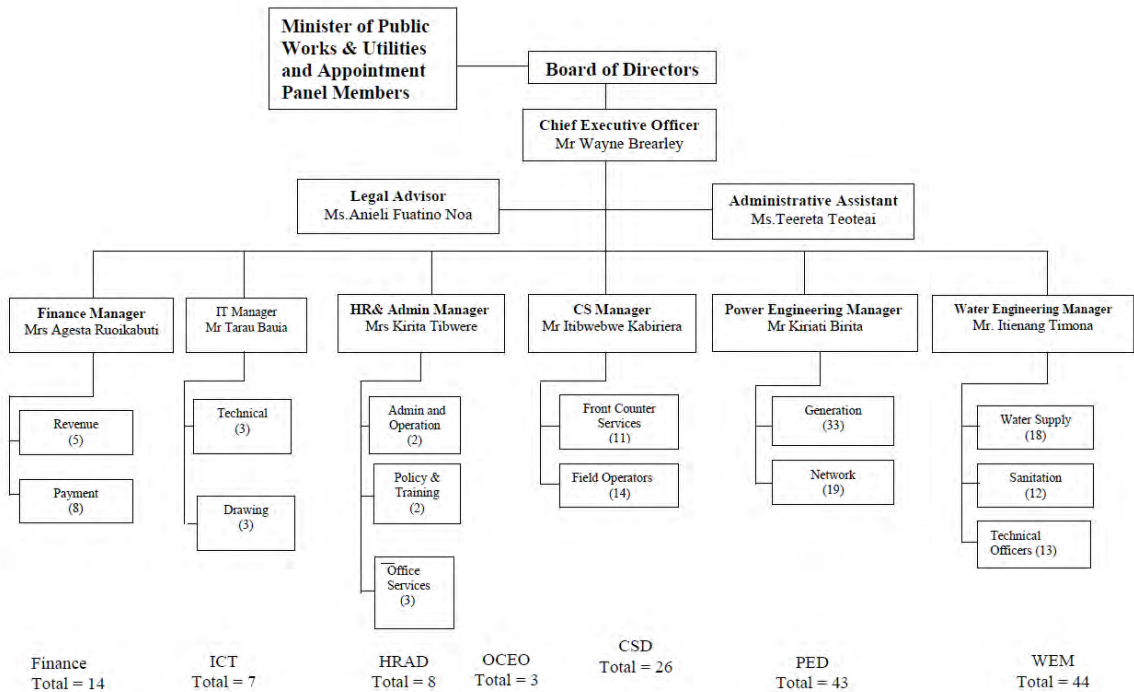 Minister of Public
Works & Utilities
and Appointment
Panel Members
Board of Directors
Chief Executive Officer
Mr Wayne Brearley
Legal Advisor
Ms.Anieli Fuatino Noa
Administrative Assistant
Ms.Teereta Teoteai
Finance Manager
Mrs Agesta Ruoikabuti
IT Manager
Mr Tarau Bauia
HR& Admin Manager
Mrs Kirita Tibwere
CS Manager
Mr Itibwebwe Kabiriera
Power Engineering Manager
Mr Kiriati Birita
Water Engineering Manager
Mr. Itienang Timona
Revenue
(5)
Payment
(8)
Technical
(3)
Drawing
(3)
Admin and
Operation
(2)
Policy &
Training
(2)
Office
Services
(3)
Front Counter
Services
(11)
Field Operators
(14)
Generation
(33)
Network
(19)
Water Supply
(18)
Sanitation
(12)
Technical
Officers (13)
Finance
Total = 14
ICT
Total = 7
HRAD
Total = 8
OCEO
Total = 3
CSD
Total = 26
PED
Total = 43
WEM
Total = 44